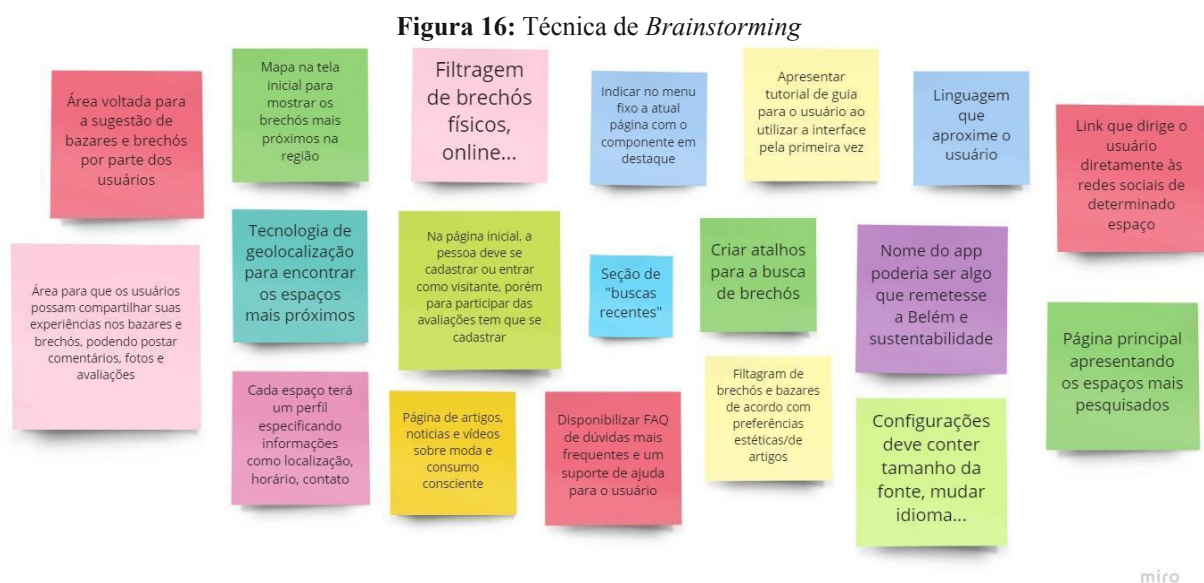 Figura 16: Técnica de Brainstorming
Área voltada para
a sugestão de
bazares e brechós
por parte dos
usuários
Mapa na tela
inicial para
mostrar os
brechós mais
próximos na
região
Filtragem
de brechós
físicos,
online...
Indicar no menu
fixo a atual
página com o
componente em
destaque
Apresentar
tutorial de guia
para o usuário ao
utilizar a interface
pela primeira vez
Linguagem
que
aproxime o
usuário
Link que dirige o
usuário
diretamente às
redes sociais de
determinado
espaço
Área para que os usuários
possam compartilhar suas
experiências nos bazares e
brechós, podendo postar
comentários, fotos e
avaliações
Tecnologia de
geolocalização
para encontrar
os espaços
mais próximos
Na página inicial, a
pessoa deve se
cadastrar ou entrar
como visitante, porém
para participar das
avaliações tem que se
cadastrar
Seção de
"buscas
recentes"
Criar atalhos
para a busca
de brechós
Nome do app
poderia ser algo
que remetesse
a Belém e
sustentabilidade
Página principal
apresentando
os espaços mais
pesquisados
Cada espaço terá
um perfil
especificando
informações
como localização,
horário, contato
Página de artigos,
noticias e vídeos
sobre moda e
consumo
consciente
Disponibilizar FAQ
de dúvidas mais
frequentes e um
suporte de ajuda
para o usuário
Filtagram de
brechós e bazares
de acordo com
preferências
estéticas/de
artigos
Configurações
deve conter
tamanho da
fonte, mudar
idioma...
miro